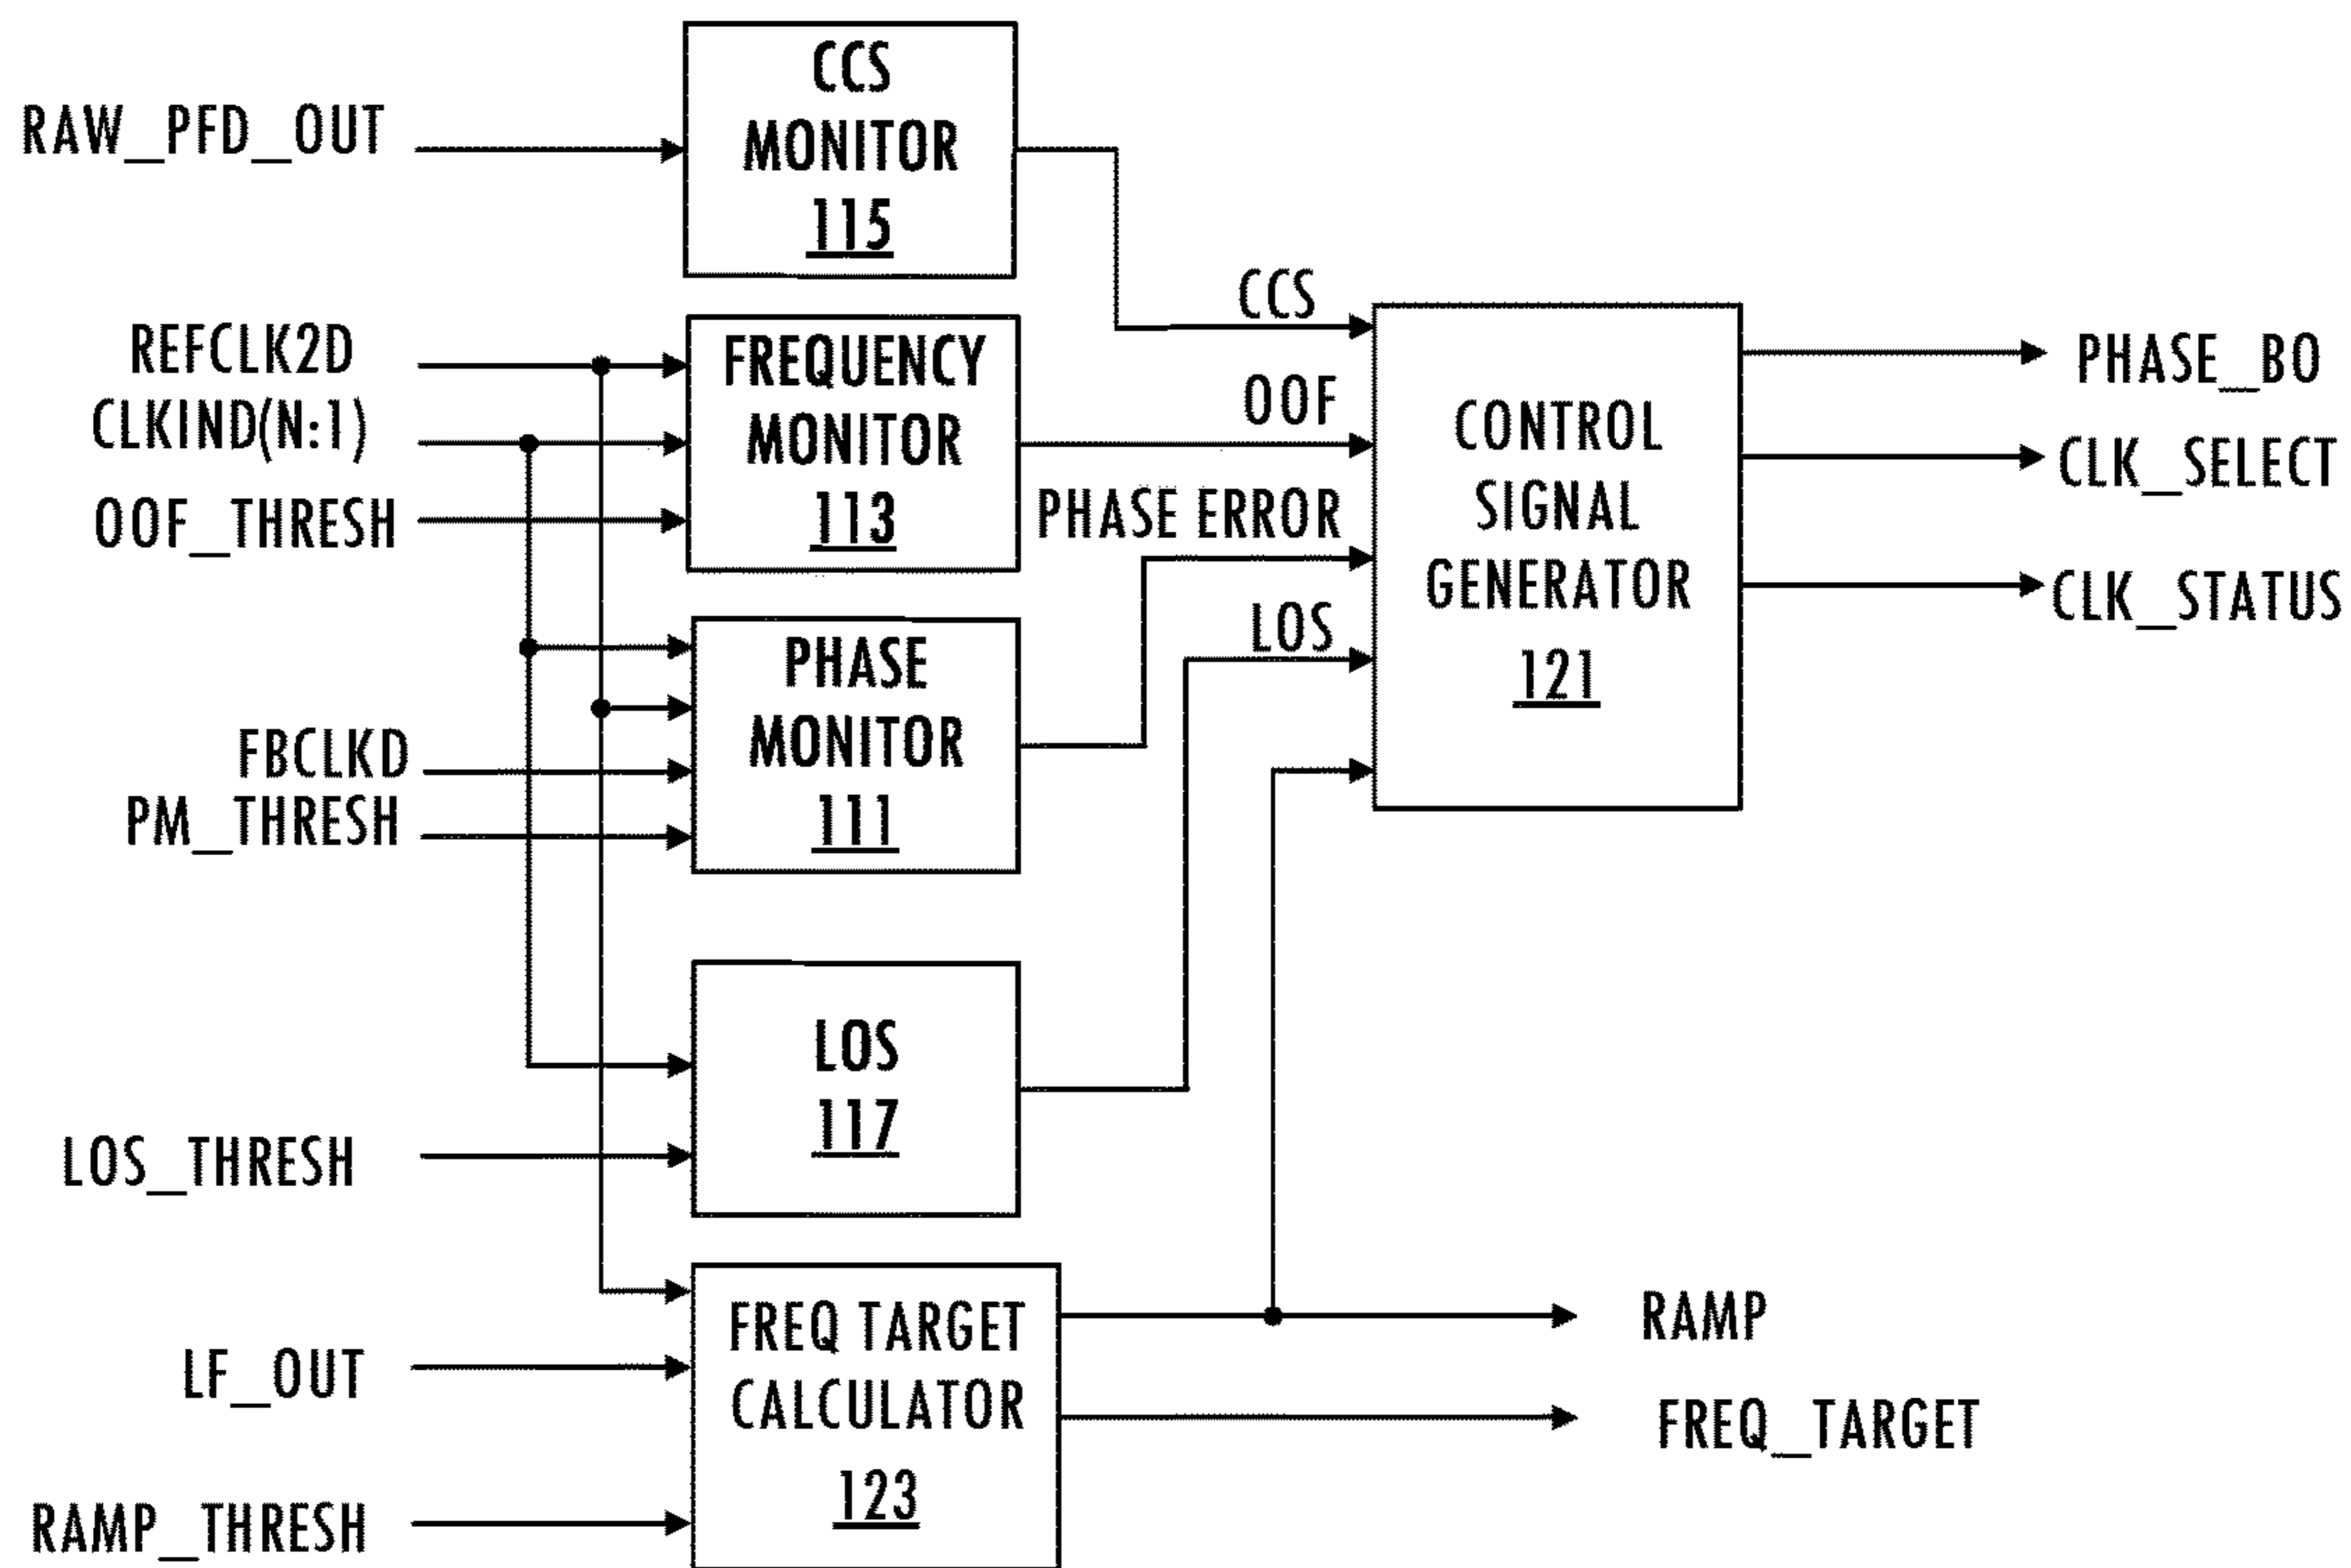 CCS
MONITOR
115
RAW_PFD_OUT
REFCLK2D
CLKIND(N:1)
OOF_THRESH
FREQUENCY
MONITOR
113
CCS
OOF
PHASE ERROR
LOS
CONTROL
SIGNAL
GENERATOR
121
PHASE_BO
CLK_SELECT
CLK_STATUS
PHASE
MONITOR
111
FBCLKD
PM_THRESH
LOS
117
LOS_THRESH
FREQ TARGET
CALCULATOR
123
LF_OUT
RAMP_THRESH
RAMP
FREQ_TARGET